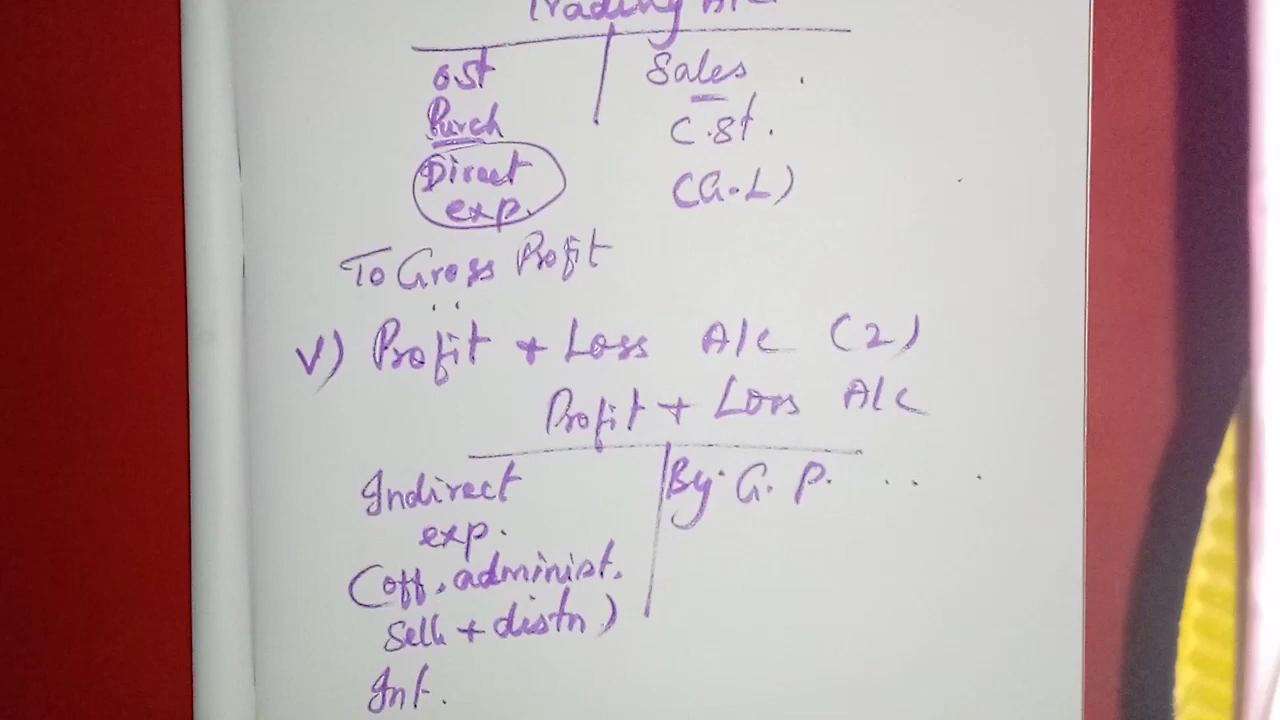 Trading A/c
OSt
Sales
Purch
C.St.
Direct
exp.
(G.L)
To Gross Profit
V) Profit + Loss A/c (2)
Profit + Loss A/c
Indirect
exp.
By G. P. ..
(off, administ.
Sell + distn)
Int.